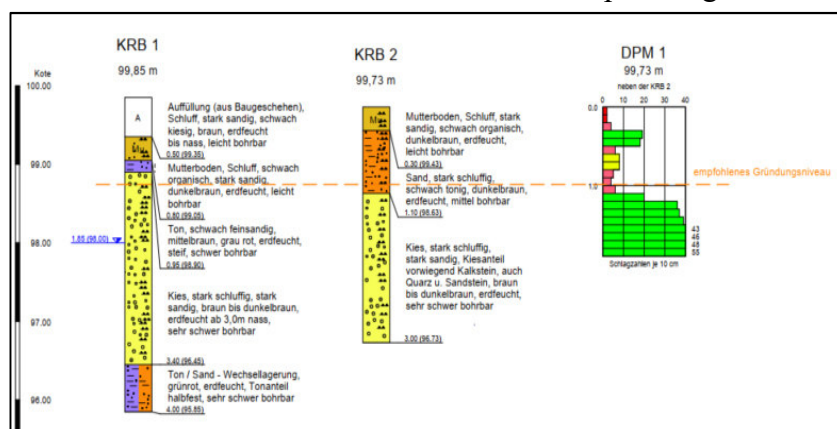 KRB 1
99,85 m
KRB 2
99,73 m
DPM 1
99,73 m
neben der KRB 2
0 10 20 30 40
Kote
100.00
99.00
98.00
97.00
96.00
A
Mu
Auffüllung (aus Baugeschehen),
Schluff, stark sandig, schwach
kiesig, braun, erdfeucht
bis nass, leicht bohrbar
0.50 (99.35)
Mutterboden, Schluff, schwach
organisch, stark sandig,
dunkelbraun, erdfeucht, leicht
bohrbar
0.80 (99.05)
Ton, schwach feinsandig,
mittelbraun, grau rot, erdfeucht,
steif, schwer bohrbar
0.95 (98.90)
1.85 (98.00)
Kies, stark schluffig, stark
sandig, braun bis dunkelbraun,
erdfeucht ab 3,0m nass,
sehr schwer bohrbar
3.40 (96.45)
Ton / Sand - Wechsellagerung,
grünrot, erdfeucht, Tonanteil
halbfest, sehr schwer bohrbar
4.00 (95.85)
Mu
Mutterboden, Schluff, stark
sandig, schwach organisch,
dunkelbraun, erdfeucht,
leicht bohrbar
0.30 (99.43)
Sand, stark schluffig,
schwach tonig, dunkelbraun,
erdfeucht, mittel bohrbar
1.10 (98.63)
Kies, stark schluffig,
stark sandig, Kiesanteil
vorwiegend Kalkstein, auch
Quarz u. Sandstein, braun
bis dunkelbraun, erdfeucht,
sehr schwer bohrbar
3.00 (96.73)
0.0
1.0
43
46
48
55
Schlagzahlen je 10 cm
empfohlenes Gründungsniveau